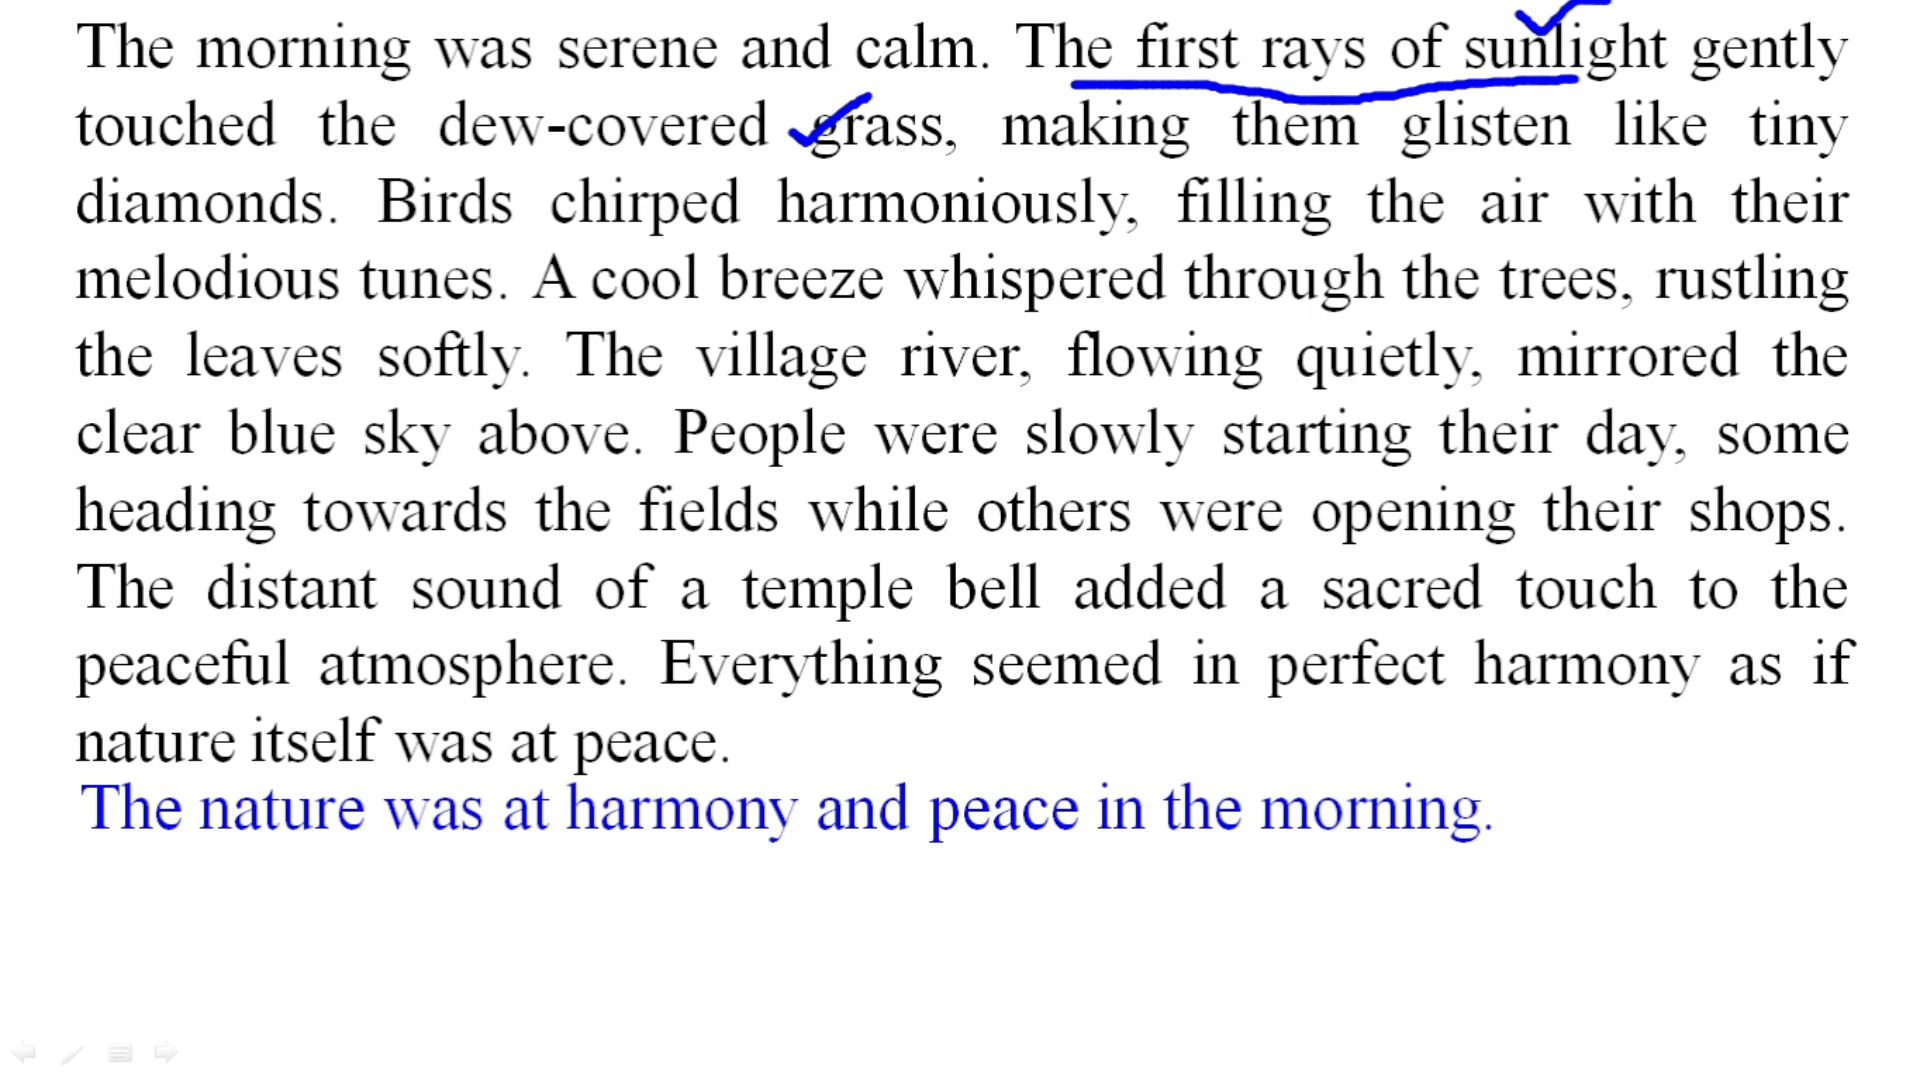 The morning was serene and calm. The first rays of sunlight gently
touched the dew-covered grass, making them glisten like tiny
diamonds. Birds chirped harmoniously, filling the air with their
melodious tunes. A cool breeze whispered through the trees, rustling
the leaves softly. The village river, flowing quietly, mirrored the
clear blue sky above. People were slowly starting their day, some
heading towards the fields while others were opening their shops.
The distant sound of a temple bell added a sacred touch to the
peaceful atmosphere. Everything seemed in perfect harmony as if
nature itself was at peace.
The nature was at harmony and peace in the morning.